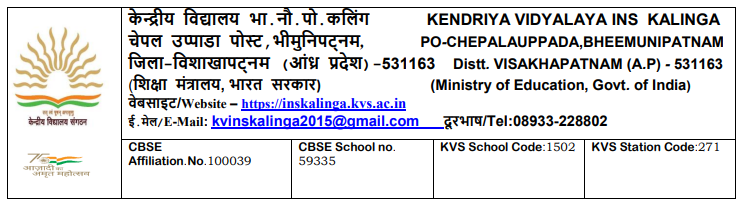 केन्द्रीय विद्यालय भा.नौ.पो.कलिंग KENDRIYA VIDYALAYA INS KALINGA
चेपल उप्पाडा पोस्ट,भीमुनिपट्नम, PO-CHEPALAUPPADA,BHEEMUNIPATNAM
जिला-विशाखापट्नम (आंध्र प्रदेश) –531163 Distt. VISAKHAPATNAM (A.P) - 531163
(शिक्षा मंत्रालय, भारत सरकार) (Ministry of Education, Govt. of India)
वेबसाइट/Website – https://inskalinga.kvs.ac.in
ई.मेल/E-Mail: kvinskalinga2015@gmail.com दूरभाष/Tel:08933-228802
केन्द्रीय विद्यालय संगठन
आज़ादी का
अमृत महोत्सव
CBSE Affiliation.No.100039
CBSE School no. 59335
KVS School Code:1502
KVS Station Code:271